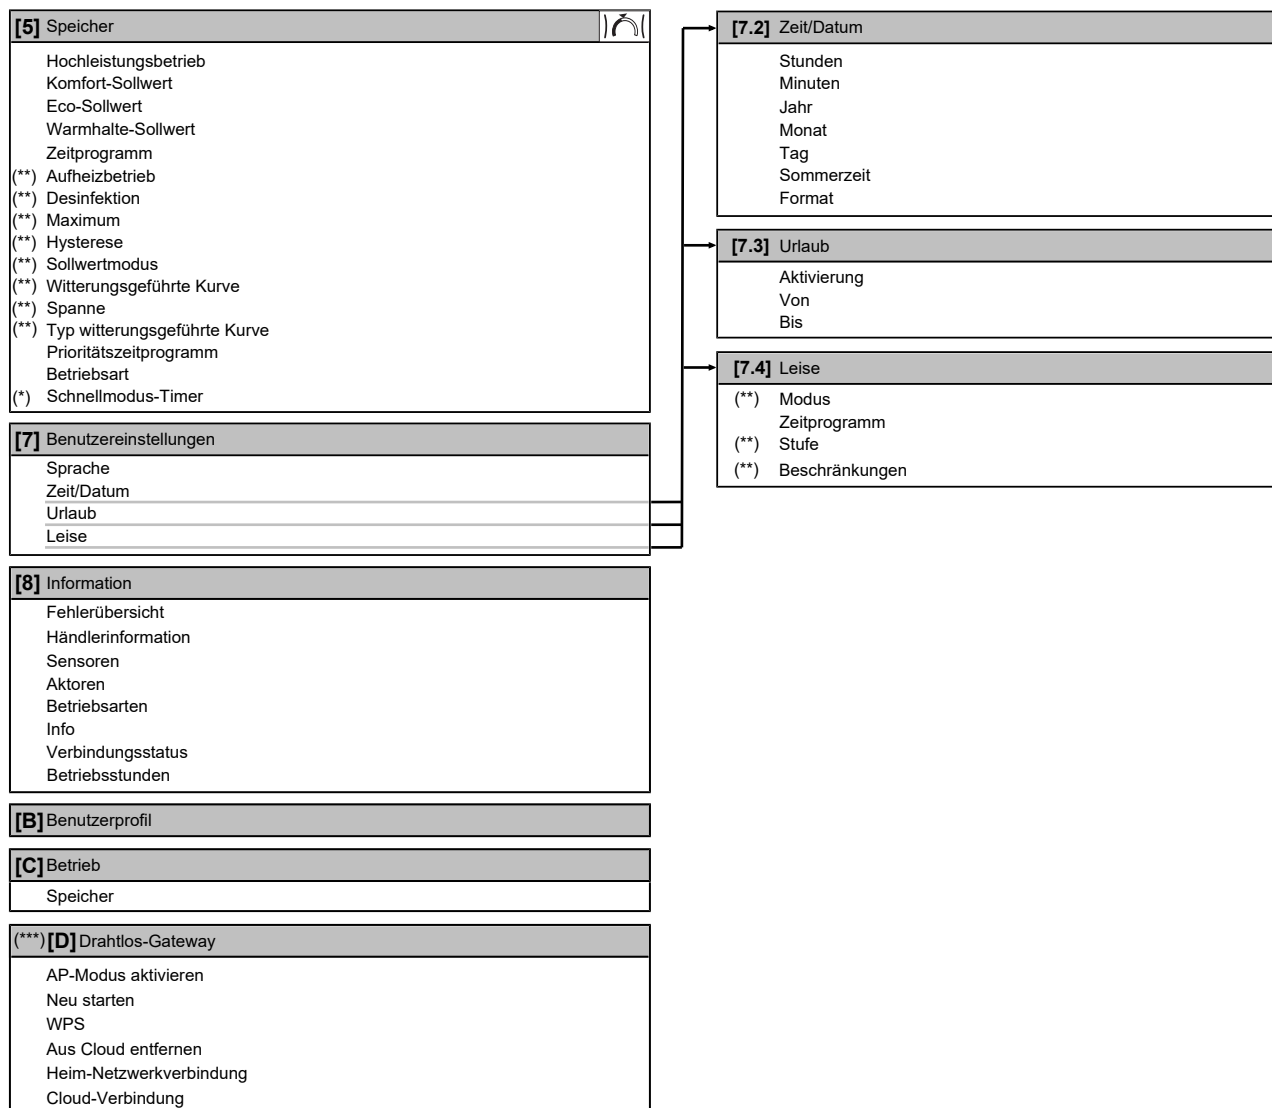 [5] Speicher
Hochleistungsbetrieb
Komfort-Sollwert
Eco-Sollwert
Warmhalte-Sollwert
Zeitprogramm
(**) Aufheizbetrieb
(**) Desinfektion
(**) Maximum
(**) Hysterese
(**) Sollwertmodus
(**) Witterungsgeführte Kurve
(**) Spanne
(**) Typ witterungsgeführte Kurve
Prioritätszeitprogramm
Betriebsart
(*) Schnellmodus-Timer
[7] Benutzereinstellungen
Sprache
Zeit/Datum
Urlaub
Leise
[8] Information
Fehlerübersicht
Händlerinformation
Sensoren
Aktoren
Betriebsarten
Info
Verbindungsstatus
Betriebsstunden
[B] Benutzerprofil
[C] Betrieb
Speicher
(***) [D] Drahtlos-Gateway
AP-Modus aktivieren
Neu starten
WPS
Aus Cloud entfernen
Heim-Netzwerkverbindung
Cloud-Verbindung
[7.2] Zeit/Datum
Stunden
Minuten
Jahr
Monat
Tag
Sommerzeit
Format
[7.3] Urlaub
Aktivierung
Von
Bis
[7.4] Leise
(**) Modus
Zeitprogramm
(**) Stufe
(**) Beschränkungen